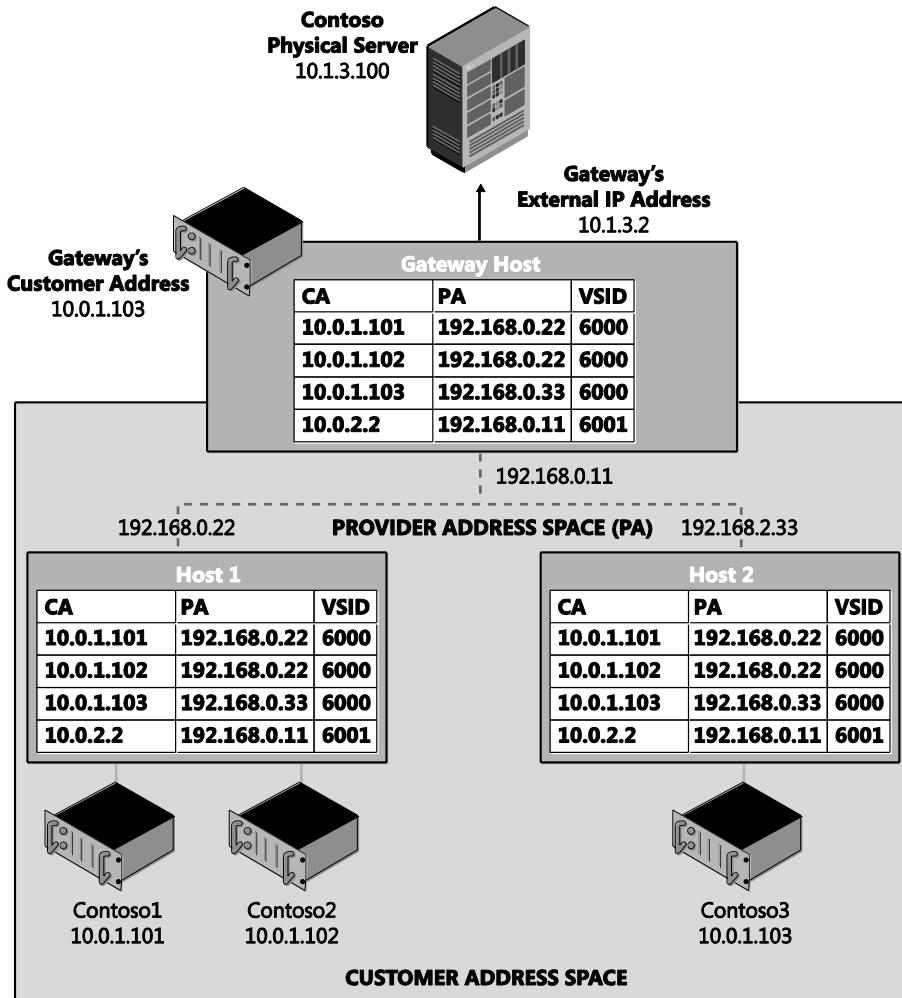 Contoso
Physical Server
10.1.3.100
Gateway's
External IP Address
10.1.3.2
Gateway's
Customer Address
10.0.1.103
Gateway Host
CA PA VSID
10.0.1.101 192.168.0.22 6000
10.0.1.102 192.168.0.22 6000
10.0.1.103 192.168.0.33 6000
10.0.2.2 192.168.0.11 6001
192.168.0.11
192.168.0.22 PROVIDER ADDRESS SPACE (PA) 192.168.2.33
Host 1
CA PA VSID
10.0.1.101 192.168.0.22 6000
10.0.1.102 192.168.0.22 6000
10.0.1.103 192.168.0.33 6000
10.0.2.2 192.168.0.11 6001
Host 2
CA PA VSID
10.0.1.101 192.168.0.22 6000
10.0.1.102 192.168.0.22 6000
10.0.1.103 192.168.0.33 6000
10.0.2.2 192.168.0.11 6001
Contoso1
10.0.1.101
Contoso2
10.0.1.102
Contoso3
10.0.1.103
CUSTOMER ADDRESS SPACE